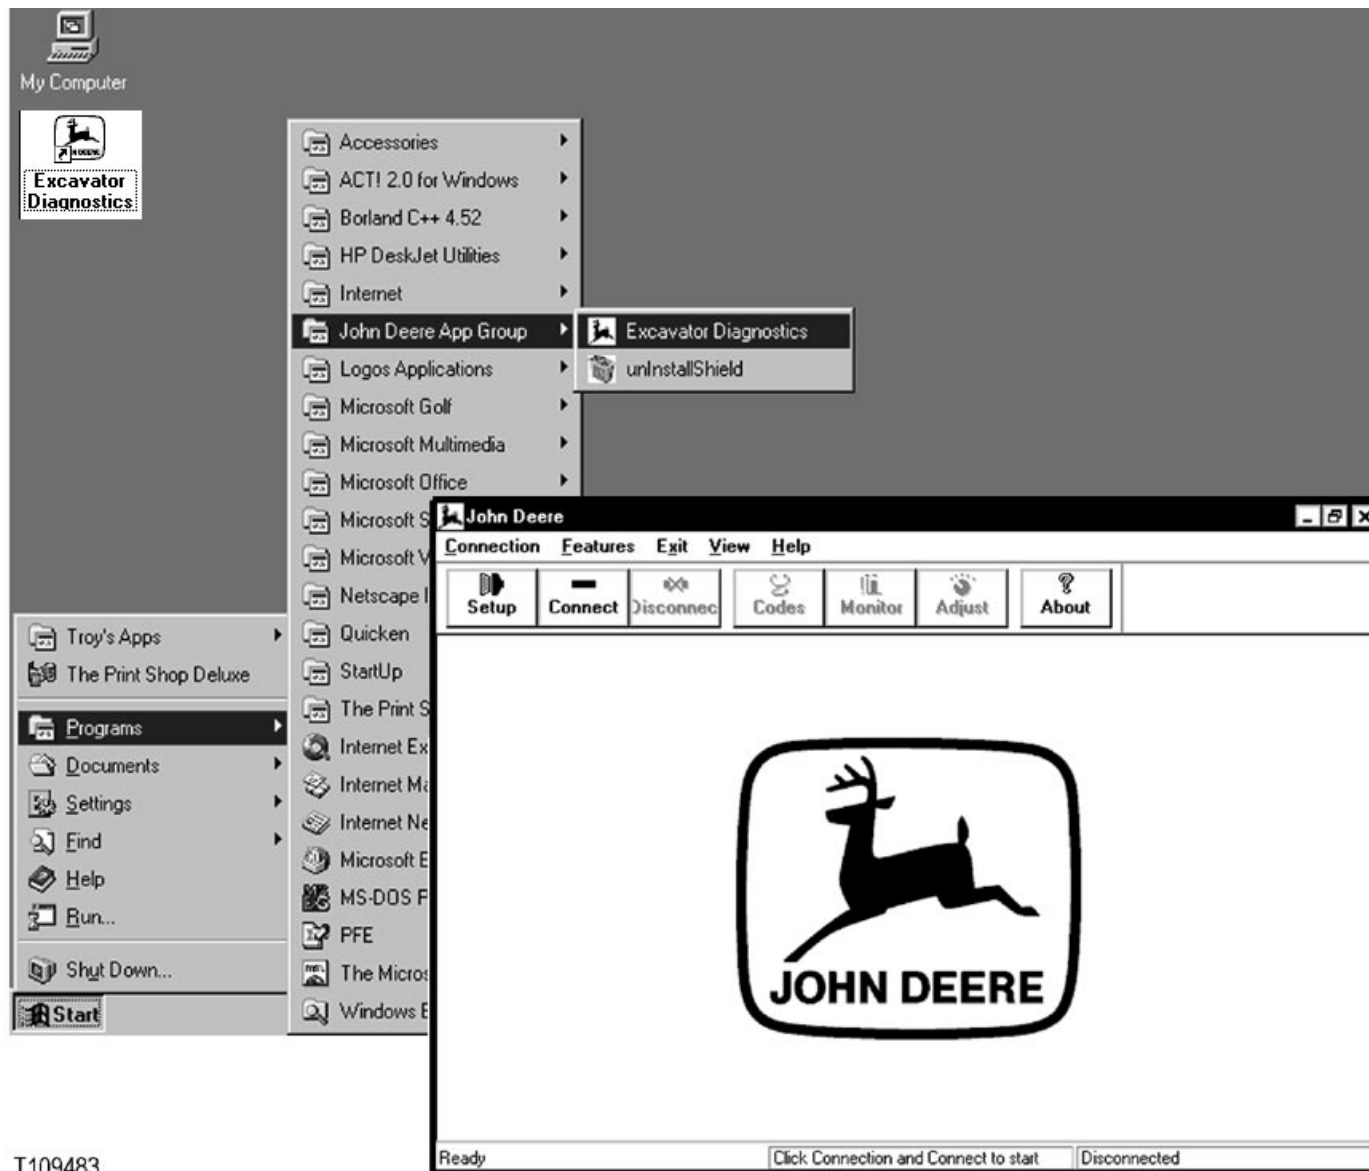 My Computer
Excavator
Diagnostics
Accessories
ACT! 2.0 for Windows
Borland C++ 4.52
HP DeskJet Utilities
Internet
John Deere App Group
Logos Applications
Microsoft Golf
Microsoft Multimedia
Microsoft Office
Microsoft S
Microsoft V
Netscape I
Quicken
StartUp
The Print S
Internet Ex
Internet Ma
Internet Ne
Microsoft E
MS-DOS P
PFE
The Micros
Windows E
Excavator Diagnostics
unInstallShield
Troy's Apps
The Print Shop Deluxe
Programs
Documents
Settings
Find
Help
Run...
Shut Down...
Start
John Deere
Connection Features Exit View Help
Setup Connect Disconnec Codes Monitor Adjust About
JOHN DEERE
Ready Click Connection and Connect to start Disconnected
T109483